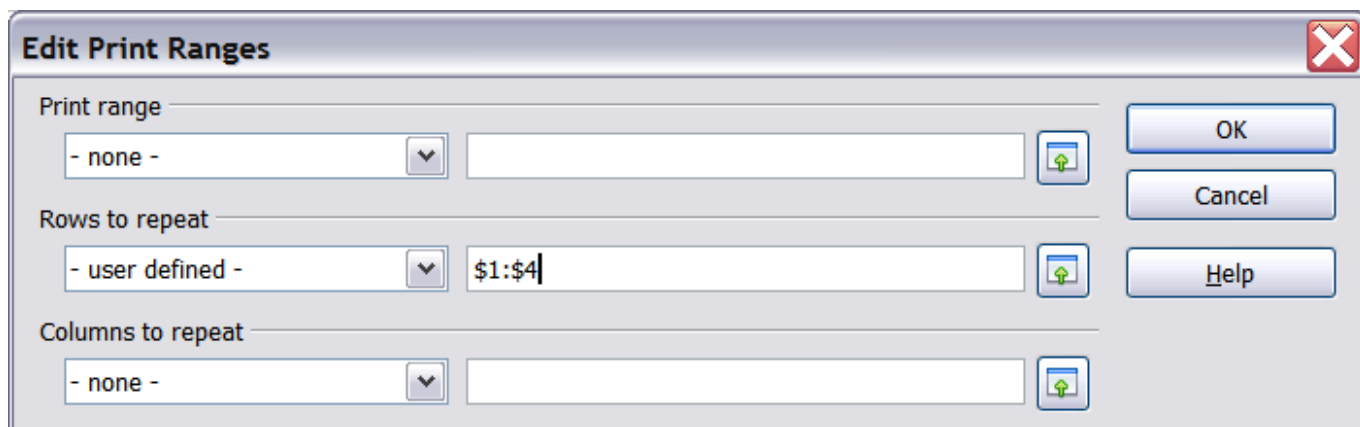 Edit Print Ranges
Print range
- none -
OK
Cancel
Rows to repeat
- user defined -
$1:$4
Help
Columns to repeat
- none -